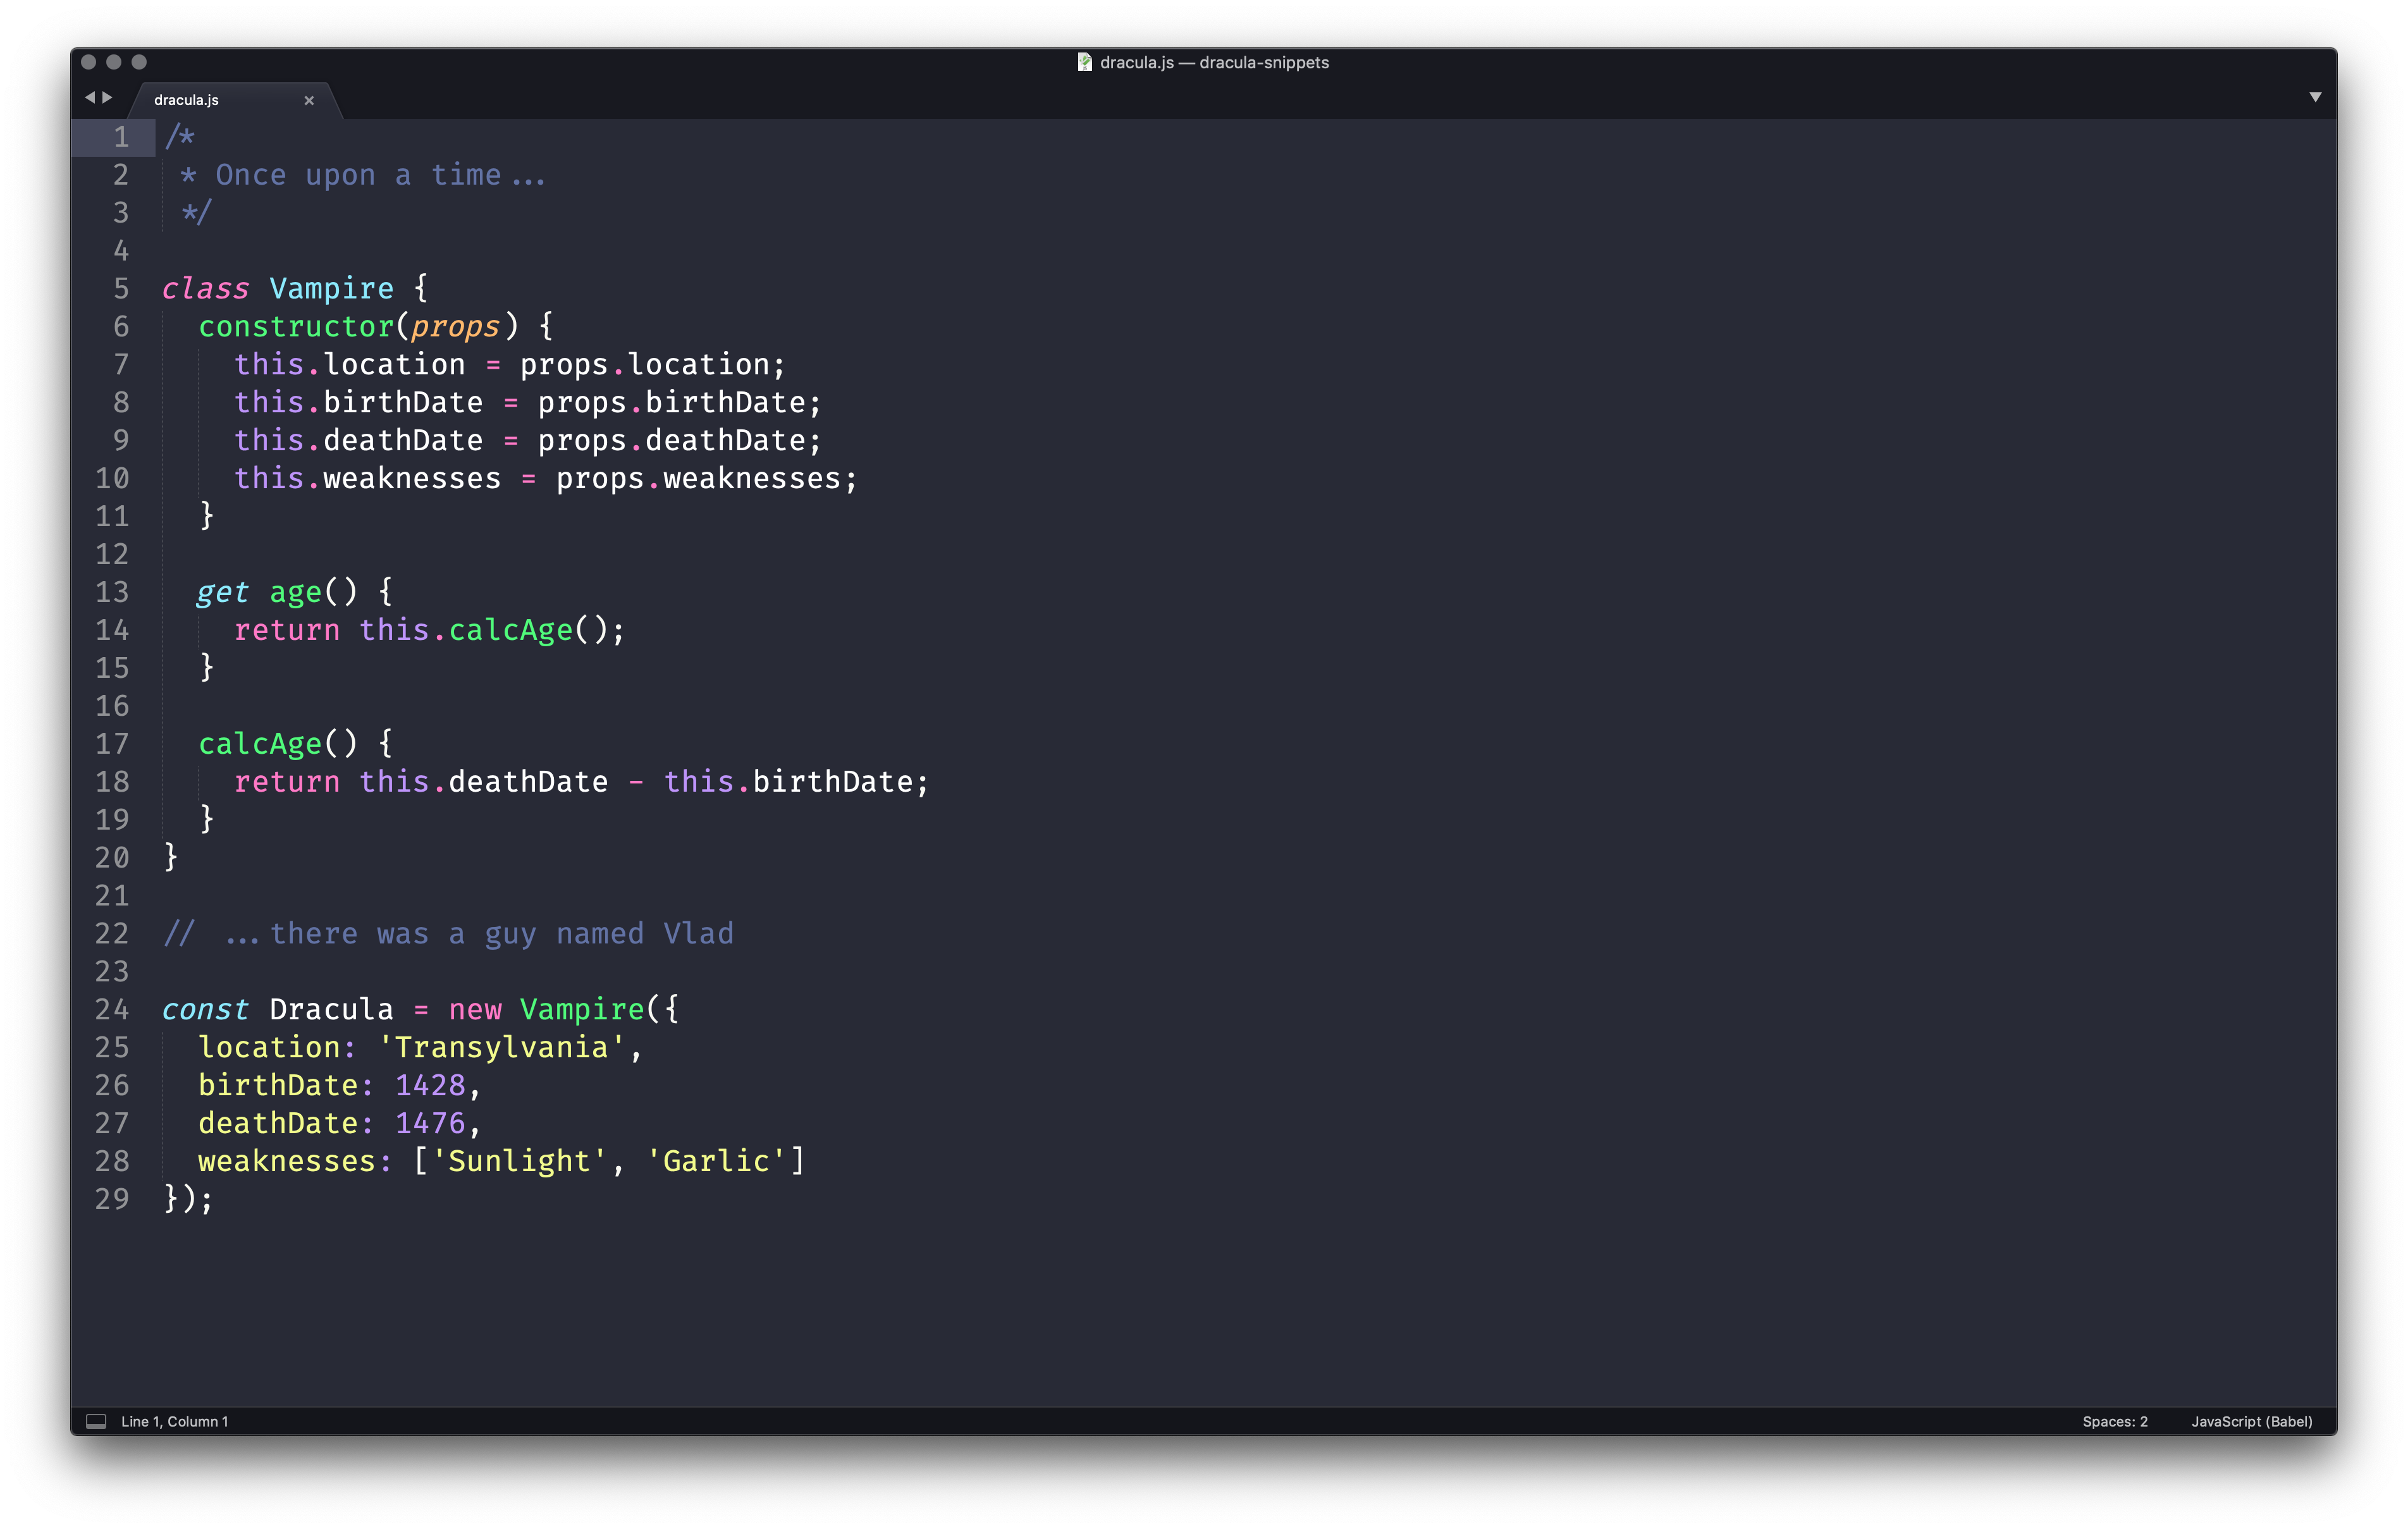 dracula.js — dracula-snippets
dracula.js
1 /*
2  * Once upon a time...
3  */
4
5 class Vampire {
6   constructor(props) {
7     this.location = props.location;
8     this.birthDate = props.birthDate;
9     this.deathDate = props.deathDate;
10     this.weaknesses = props.weaknesses;
11   }
12
13   get age() {
14     return this.calcAge();
15   }
16
17   calcAge() {
18     return this.deathDate - this.birthDate;
19   }
20 }
21
22 // ...there was a guy named Vlad
23
24 const Dracula = new Vampire({
25   location: 'Transylvania',
26   birthDate: 1428,
27   deathDate: 1476,
28   weaknesses: ['Sunlight', 'Garlic']
29 });
Line 1, Column 1 Spaces: 2 JavaScript (Babel)